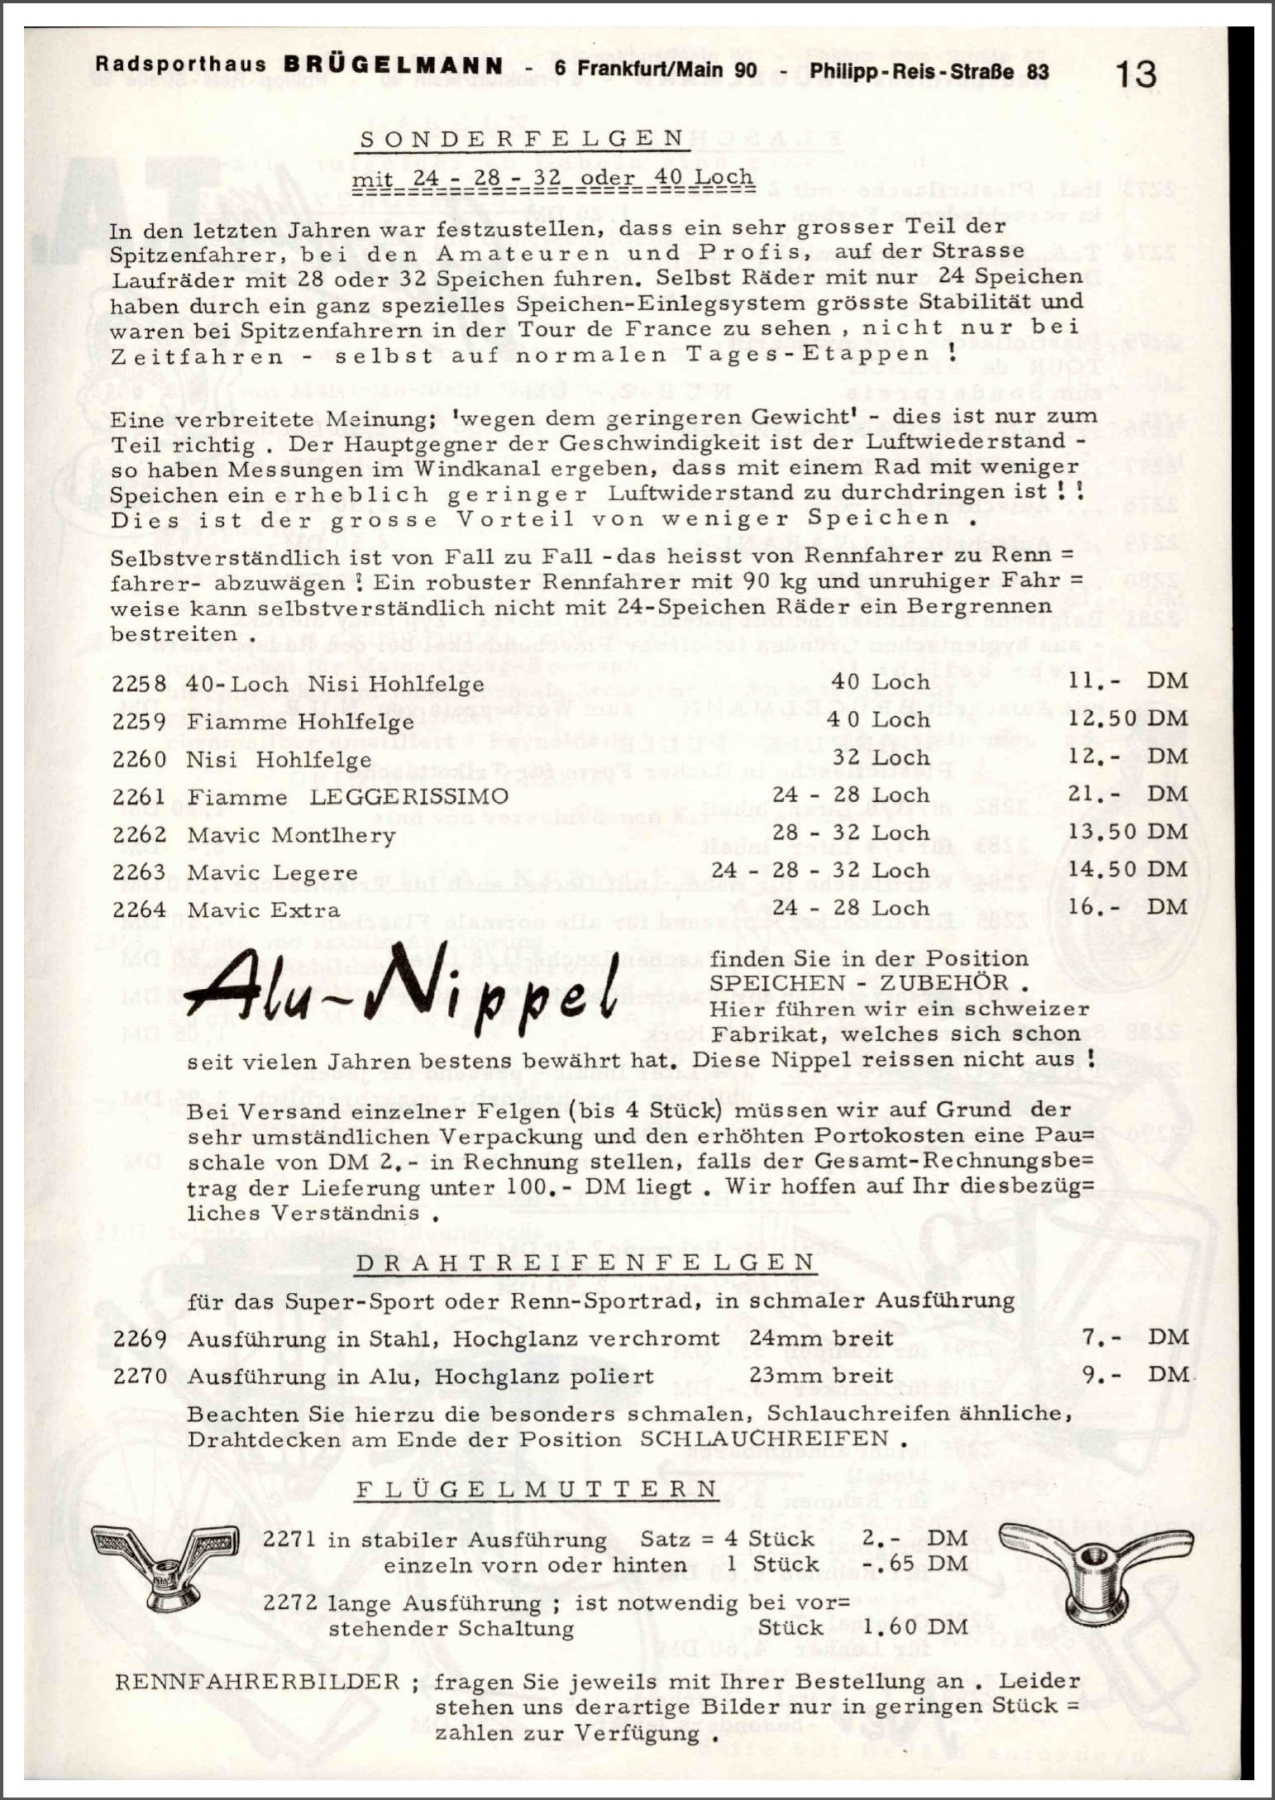 Radsporthaus BRÜGELMANN - 6 Frankfurt/Main 90 - Philipp-Reis-Straße 83 13
SONDERFELGEN
mit 24 - 28 - 32 oder 40 Loch
In den letzten Jahren war festzustellen, dass ein sehr grosser Teil der
Spitzenfahrer, bei den Amateuren und Profis, auf der Strasse
Laufräder mit 28 oder 32 Speichen fuhren. Selbst Räder mit nur 24 Speichen
haben durch ein ganz spezielles Speichen-Einlegsystem grösste Stabilität und
waren bei Spitzenfahrern in der Tour de France zu sehen , nicht nur bei
Zeitfahren - selbst auf normalen Tages-Etappen !
Eine verbreitete Meinung; 'wegen dem geringeren Gewicht' - dies ist nur zum
Teil richtig . Der Hauptgegner der Geschwindigkeit ist der Luftwiederstand -
so haben Messungen im Windkanal ergeben, dass mit einem Rad mit weniger
Speichen ein erheblich geringer Luftwiderstand zu durchdringen ist ! !
Dies ist der grosse Vorteil von weniger Speichen .
Selbstverständlich ist von Fall zu Fall -das heisst von Rennfahrer zu Renn =
fahrer- abzuwägen ! Ein robuster Rennfahrer mit 90 kg und unruhiger Fahr =
weise kann selbstverständlich nicht mit 24-Speichen Räder ein Bergrennen
bestreiten .
2258 40-Loch Nisi Hohlfelge 40 Loch 11.- DM
2259 Fiamme Hohlfelge 40 Loch 12.50 DM
2260 Nisi Hohlfelge 32 Loch 12.- DM
2261 Fiamme LEGGERISSIMO 24 - 28 Loch 21.- DM
2262 Mavic Montlhery 28 - 32 Loch 13.50 DM
2263 Mavic Legere 24 - 28 - 32 Loch 14.50 DM
2264 Mavic Extra 24 - 28 Loch 16.- DM
Alu-Nippel
finden Sie in der Position
SPEICHEN - ZUBEHÖR .
Hier führen wir ein schweizer
Fabrikat, welches sich schon
seit vielen Jahren bestens bewährt hat. Diese Nippel reissen nicht aus !
Bei Versand einzelner Felgen (bis 4 Stück) müssen wir auf Grund der
sehr umständlichen Verpackung und den erhöhten Portokosten eine Pau=
schale von DM 2.- in Rechnung stellen, falls der Gesamt-Rechnungsbe=
trag der Lieferung unter 100.- DM liegt . Wir hoffen auf Ihr diesbezüg=
liches Verständnis .
DRAHTREIFENFELGEN
für das Super-Sport oder Renn-Sportrad, in schmaler Ausführung
2269 Ausführung in Stahl, Hochglanz verchromt 24mm breit 7.- DM
2270 Ausführung in Alu, Hochglanz poliert 23mm breit 9.- DM
Beachten Sie hierzu die besonders schmalen, Schlauchreifen ähnliche,
Drahtdecken am Ende der Position SCHLAUCHREIFEN .
FLÜGELMUTTERN
2271 in stabiler Ausführung Satz = 4 Stück 2.- DM
einzeln vorn oder hinten 1 Stück -.65 DM
2272 lange Ausführung ; ist notwendig bei vor=
stehender Schaltung Stück 1.60 DM
RENNFAHRERBILDER ; fragen Sie jeweils mit Ihrer Bestellung an . Leider
stehen uns derartige Bilder nur in geringen Stück =
zahlen zur Verfügung .